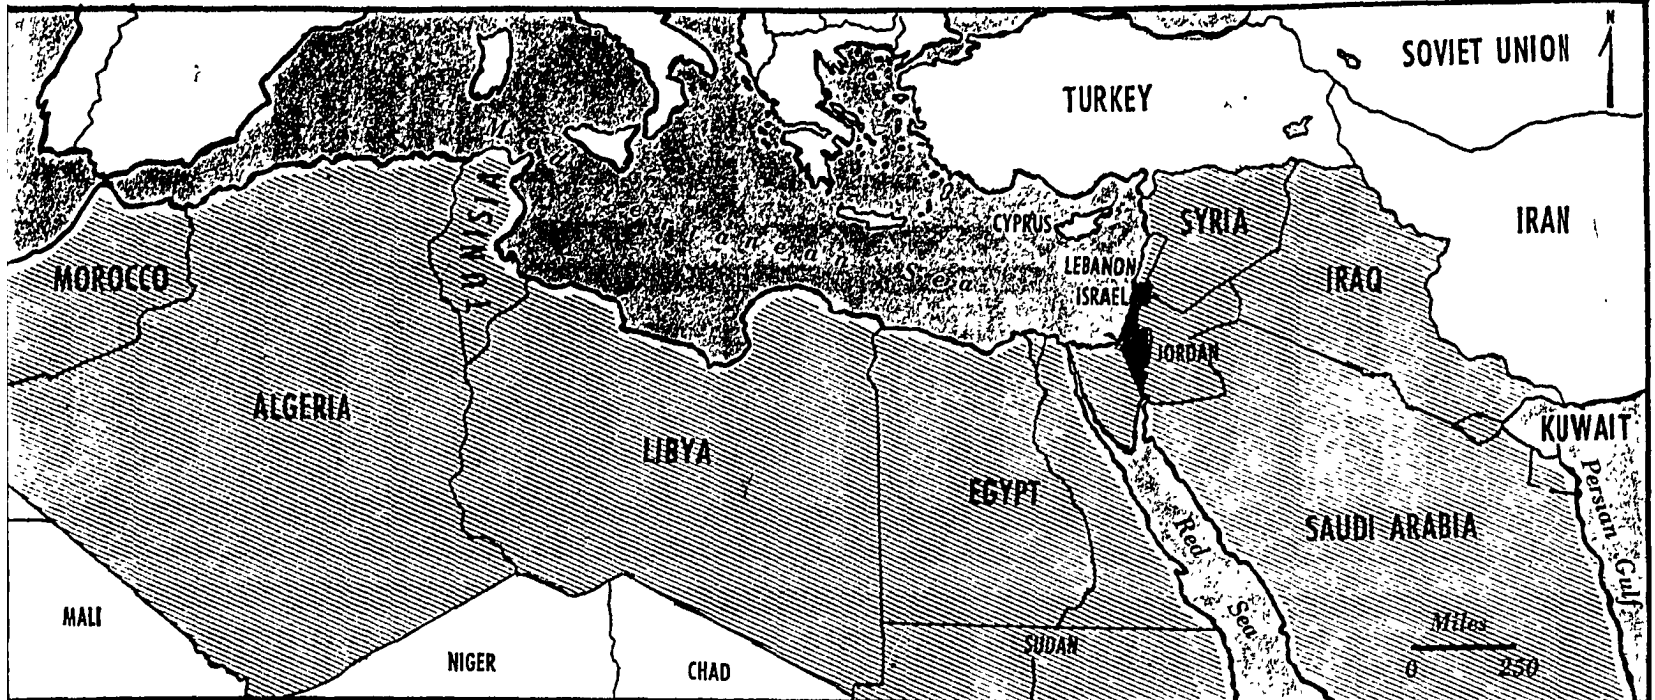 N
SOVIET UNION
TURKEY
TUNISIA
CYPRUS
SYRIA
IRAN
MOROCCO
LEBANON
IRAQ
ISRAEL
Sea
JORDAN
ALGERIA
LIBYA
EGYPT
KUWAIT
Persian Gulf
Red Sea
SAUDI ARABIA
MALI
NIGER
CHAD
SUDAN
Miles
0 250